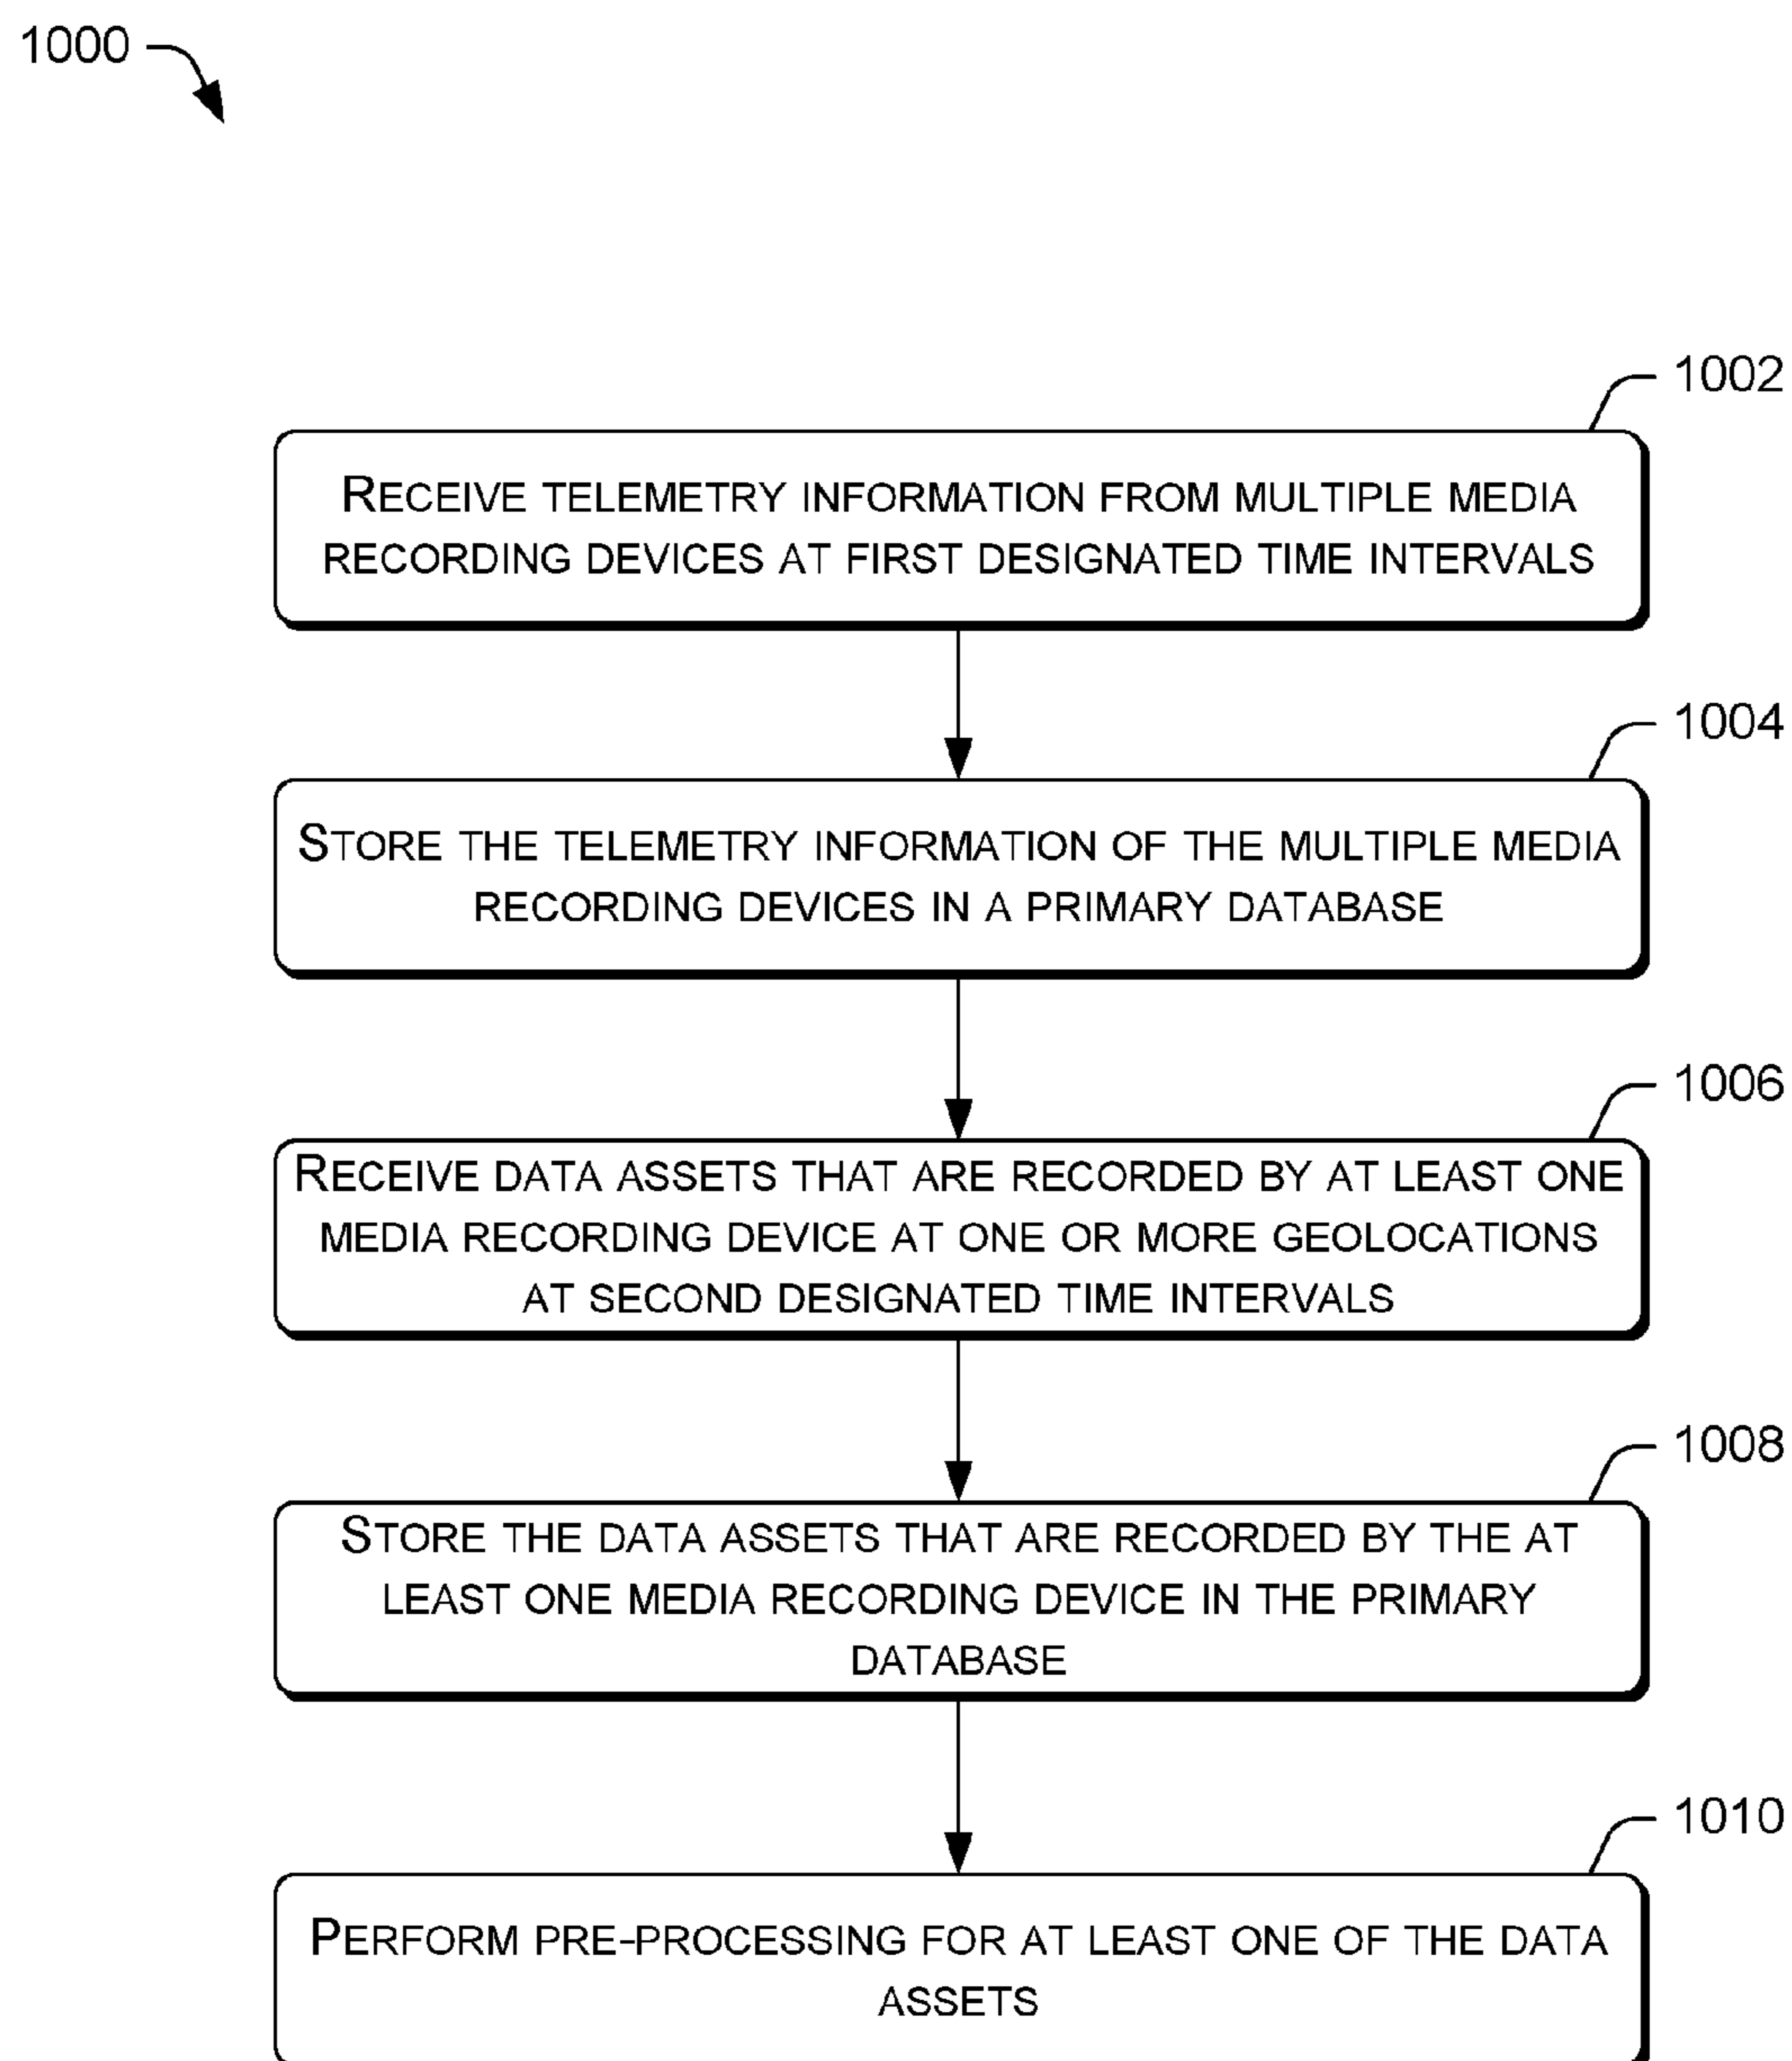 1000
1002
RECEIVE TELEMETRY INFORMATION FROM MULTIPLE MEDIA
RECORDING DEVICES AT FIRST DESIGNATED TIME INTERVALS
1004
STORE THE TELEMETRY INFORMATION OF THE MULTIPLE MEDIA
RECORDING DEVICES IN A PRIMARY DATABASE
1006
RECEIVE DATA ASSETS THAT ARE RECORDED BY AT LEAST ONE
MEDIA RECORDING DEVICE AT ONE OR MORE GEOLOCATIONS
AT SECOND DESIGNATED TIME INTERVALS
1008
STORE THE DATA ASSETS THAT ARE RECORDED BY THE AT
LEAST ONE MEDIA RECORDING DEVICE IN THE PRIMARY
DATABASE
1010
PERFORM PRE-PROCESSING FOR AT LEAST ONE OF THE DATA
ASSETS